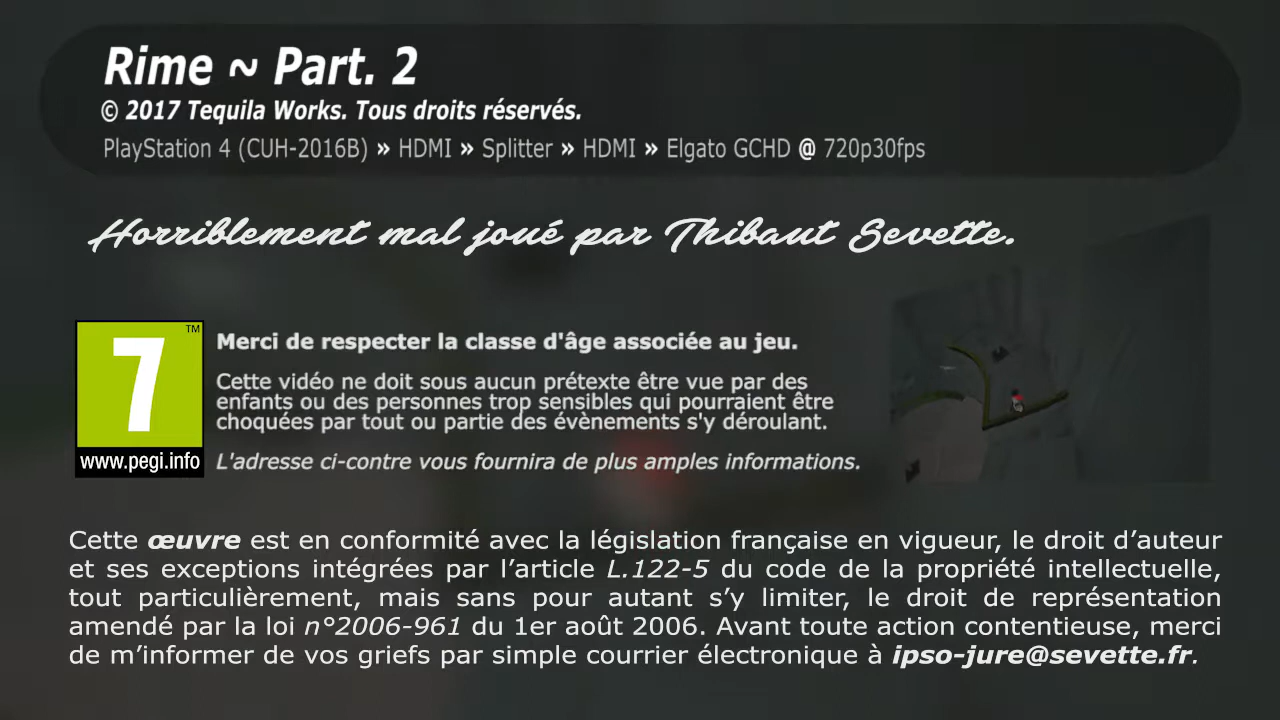 Rime ~ Part. 2
© 2017 Tequila Works. Tous droits réservés.
PlayStation 4 (CUH-2016B) » HDMI » Splitter » HDMI » Elgato GCHD @ 720p30fps
Horriblement mal joué par Thibaut Sevette.
7 TM
www.pegi.info
Merci de respecter la classe d'âge associée au jeu.
Cette vidéo ne doit sous aucun prétexte être vue par des
enfants ou des personnes trop sensibles qui pourraient être
choquées par tout ou partie des évènements s'y déroulant.
L'adresse ci-contre vous fournira de plus amples informations.
Cette œuvre est en conformité avec la législation française en vigueur, le droit d’auteur
et ses exceptions intégrées par l’article L.122-5 du code de la propriété intellectuelle,
tout particulièrement, mais sans pour autant s’y limiter, le droit de représentation
amendé par la loi n°2006-961 du 1er août 2006. Avant toute action contentieuse, merci
de m’informer de vos griefs par simple courrier électronique à ipso-jure@sevette.fr.